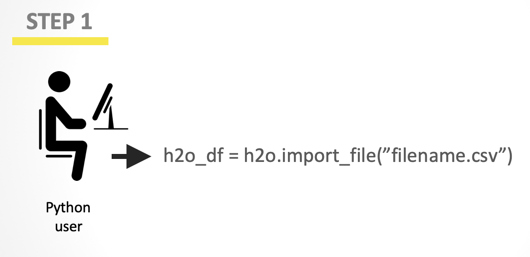 STEP 1
h2o_df = h2o.import_file(”filename.csv”)
Python
user